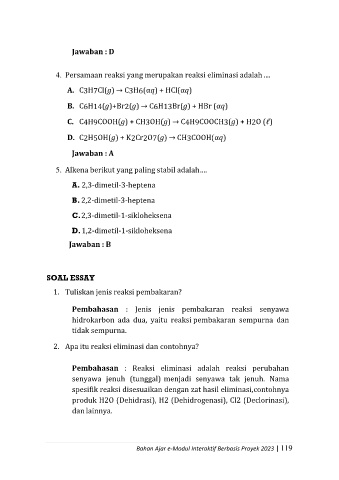 Jawaban : D
4. Persamaan reaksi yang merupakan reaksi eliminasi adalah ....
A. C3H7Cl(g) → C3H6(aq) + HCl(aq)
B. C6H14(g)+Br2(g) → C6H13Br(g) + HBr (aq)
C. C4H9COOH(g) + CH3OH(g) → C4H9COOCH3(g) + H2O (ℓ)
D. C2H5OH(g) + K2Cr2O7(g) → CH3COOH(aq)
Jawaban : A
5. Alkena berikut yang paling stabil adalah....
A. 2,3-dimetil-3-heptena
B. 2,2-dimetil-3-heptena
C. 2,3-dimetil-1-sikloheksena
D. 1,2-dimetil-1-sikloheksena
Jawaban : B
SOAL ESSAY
1. Tuliskan jenis reaksi pembakaran?
Pembahasan : Jenis jenis pembakaran reaksi senyawa
hidrokarbon ada dua, yaitu reaksi pembakaran sempurna dan
tidak sempurna.
2. Apa itu reaksi eliminasi dan contohnya?
Pembahasan : Reaksi eliminasi adalah reaksi perubahan
senyawa jenuh (tunggal) menjadi senyawa tak jenuh. Nama
spesifik reaksi disesuaikan dengan zat hasil eliminasi,contohnya
produk H2O (Dehidrasi), H2 (Dehidrogenasi), Cl2 (Declorinasi),
dan lainnya.
Bahan Ajar e-Modul Interaktif Berbasis Proyek 2023 | 119